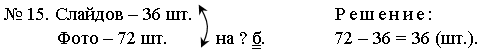 № 15. Слайдов – 36 шт. Решение:
Фото – 72 шт. на ? б. 72 – 36 = 36 (шт.).